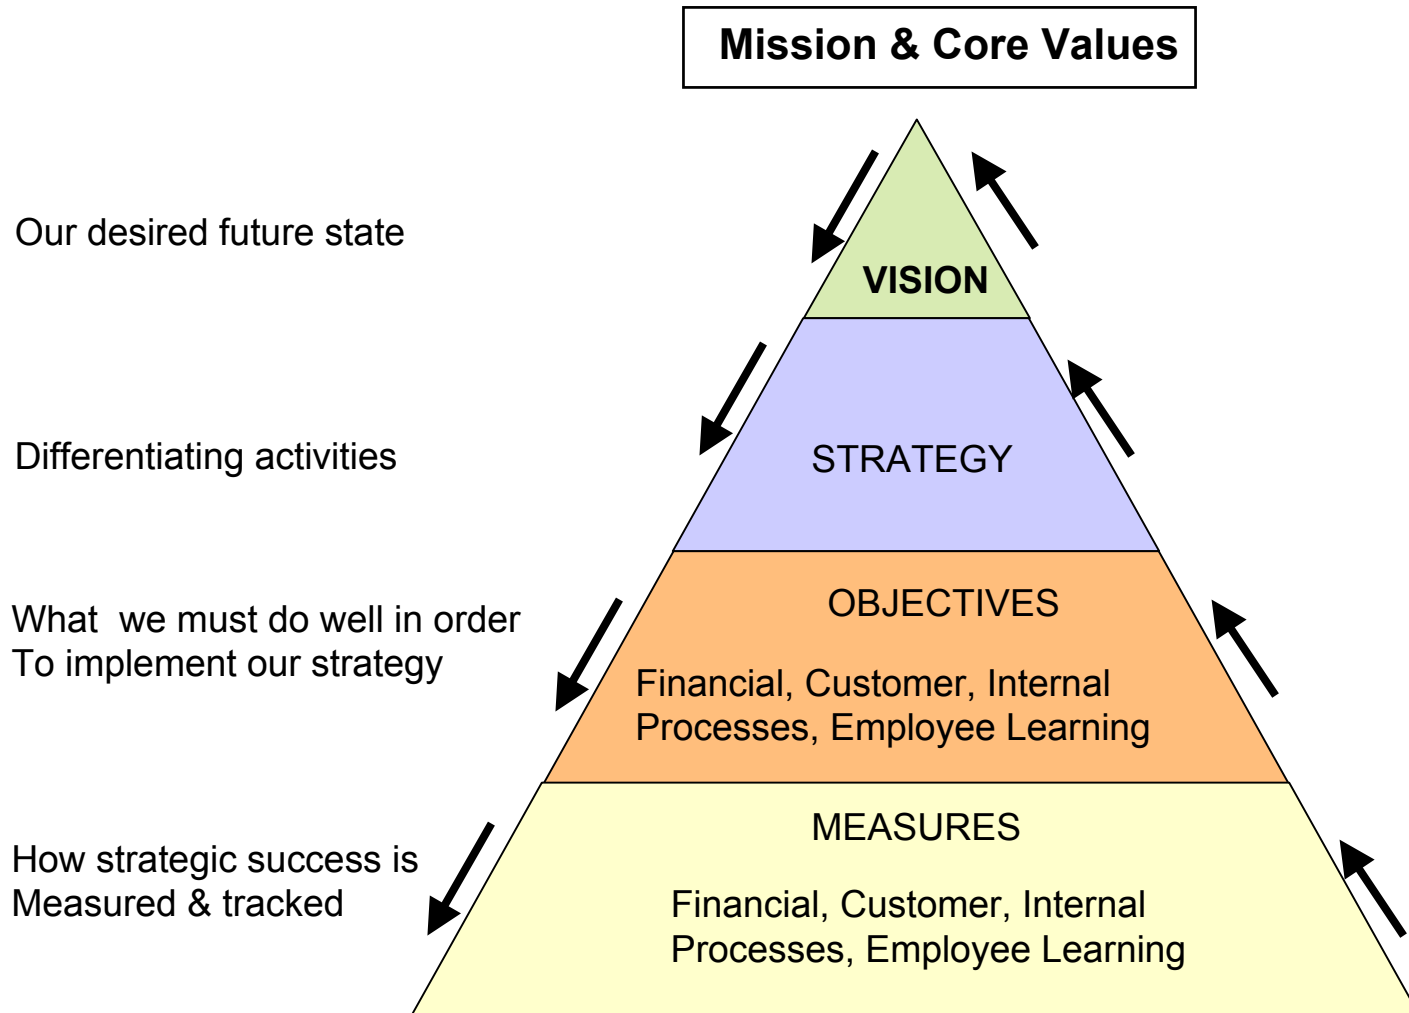 Mission & Core Values
Our desired future state
VISION
Differentiating activities
STRATEGY
What  we must do well in order
To implement our strategy
OBJECTIVES
Financial, Customer, Internal
Processes, Employee Learning
How strategic success is
Measured & tracked
MEASURES
Financial, Customer, Internal
Processes, Employee Learning